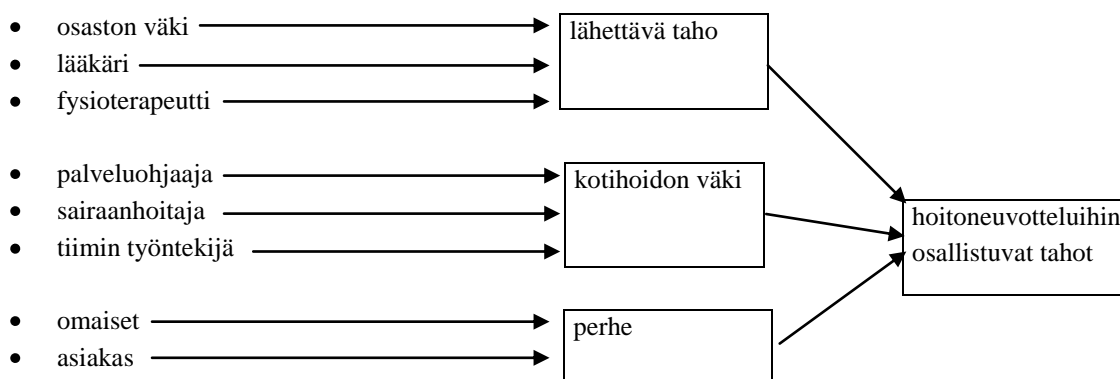 osaston väki
lääkäri
fysioterapeutti
lähettävä taho
palveluohjaaja
sairaanhoitaja
tiimin työntekijä
kotihoidon väki
omaiset
asiakas
perhe
hoitoneuvotteluihin
osallistuvat tahot